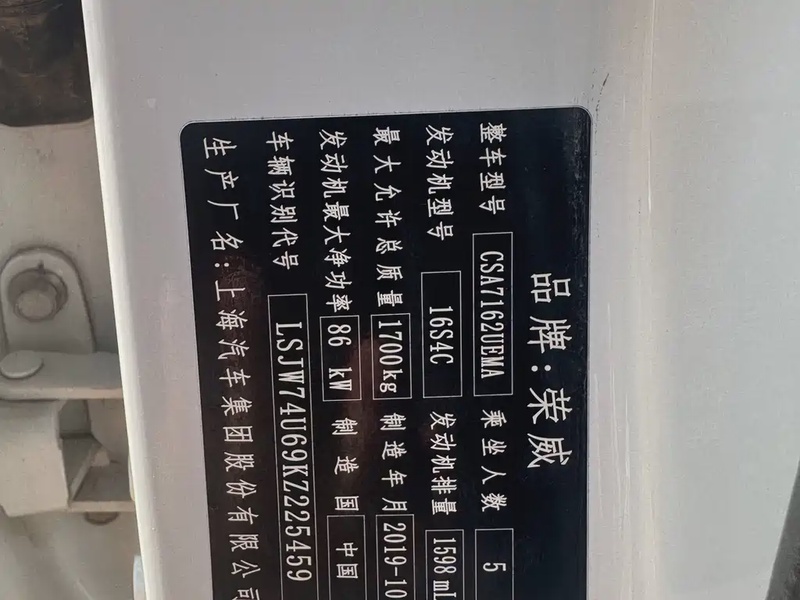 品牌:荣威
整车型号 CSA7162UEMA 乘坐人数 5
发动机型号 16S4C 发动机排量 1598 mL
最大允许总质量 1700kg 制造年月 2019-10
发动机最大净功率 86 kW 制造国 中国
车辆识别代号 LSJW74U69KZ225459
生产厂名:上海汽车集团股份有限公司